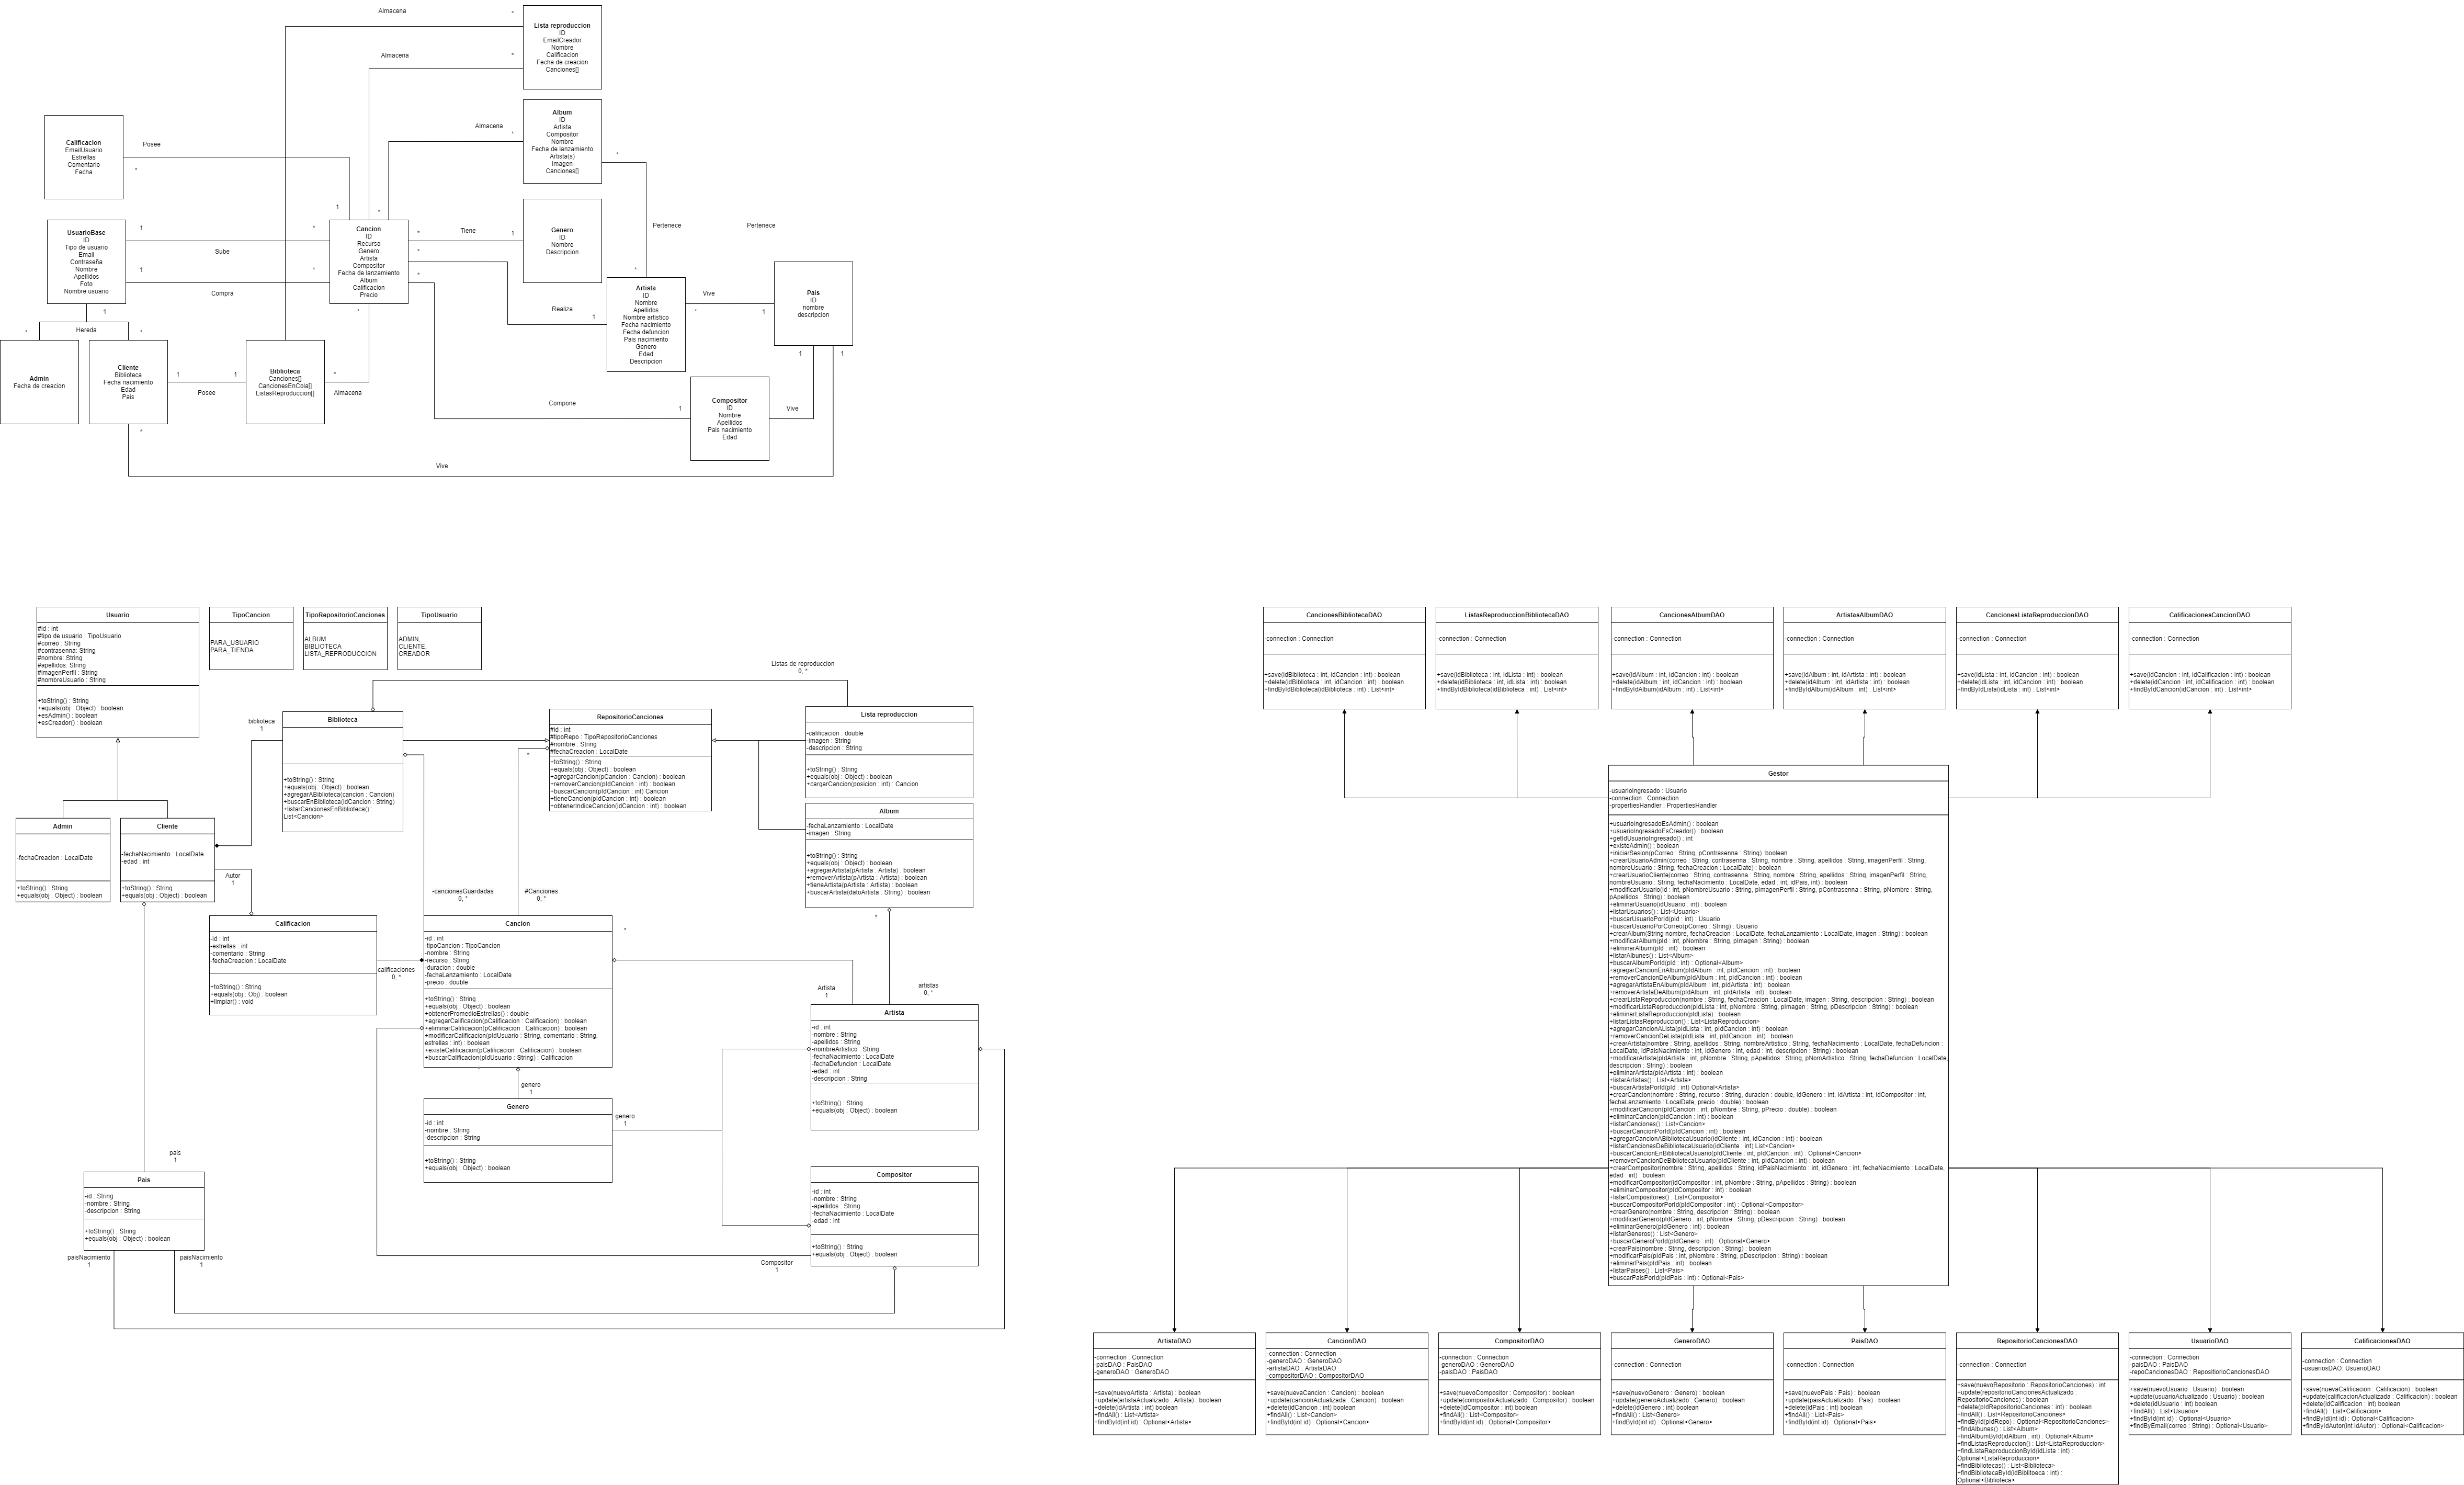 Almacena
*
Lista reproduccion
ID
EmailCreador
Nombre
Calificacion
Fecha de creacion
Canciones[]
Almacena
*
Album
ID
Artista
Compositor
Nombre
Fecha de lanzamiento
Artista(s)
Imagen
Canciones[]
Almacena
*
*
Calificacion
EmailUsuario
Estrellas
Comentario
Fecha
Posee
*
1
*
UsuarioBase
ID
Tipo de usuario
Email
Contraseña
Nombre
Apellidos
Foto
Nombre usuario
1
*
Sube
1
*
Compra
Cancion
ID
Recurso
Genero
Artista
Compositor
Fecha de lanzamiento
Album
Calificacion
Precio
*
Tiene
1
*
*
Genero
ID
Nombre
Descripcion
Pertenece
Pertenece
*
Artista
ID
Nombre
Apellidos
Nombre artistico
Fecha nacimiento
Fecha defuncion
Pais nacimiento
Genero
Edad
Descripcion
Realiza
1
Vive
*
1
Pais
ID
nombre
descripcion
1
1
1
Hereda
*
*
Admin
Fecha de creacion
Cliente
Biblioteca
Fecha nacimiento
Edad
Pais
1
1
Posee
Biblioteca
Canciones[]
CancionesEnCola[]
ListasReproduccion[]
*
*
Almacena
Compone
1
Compositor
ID
Nombre
Apellidos
Pais nacimiento
Edad
Vive
*
Vive
Usuario
#id : int
#tipo de usuario : TipoUsuario
#correo : String
#contrasenna: String
#nombre: String
#apellidos: String
#imagenPerfil : String
#nombreUsuario : String
+toString() : String
+equals(obj : Object) : boolean
+esAdmin() : boolean
+esCreador() : boolean
TipoCancion
PARA_USUARIO
PARA_TIENDA
TipoRepositorioCanciones
ALBUM
BIBLIOTECA
LISTA_REPRODUCCION
TipoUsuario
ADMIN,
CLIENTE,
CREADOR
Listas de reproduccion
0, *
biblioteca
1
Biblioteca
+toString() : String
+equals(obj : Object) : boolean
+agregarABiblioteca(cancion : Cancion)
+buscarEnBiblioteca(idCancion : String)
+listarCancionesEnBiblioteca() :
List<Cancion>
RepositorioCanciones
#id : int
#tipoRepo : TipoRepositorioCanciones
#nombre : String
#fechaCreacion : LocalDate
+toString() : String
+equals(obj : Object) : boolean
+agregarCancion(pCancion : Cancion) : boolean
+removerCancion(pIdCancion : int) : boolean
+buscarCancion(pIdCancion : int) Cancion
+tieneCancion(pIdCancion : int) : boolean
+obtenerIndiceCancion(idCancion : int) : boolean
*
Lista reproduccion
-calificacion : double
-imagen : String
-descripcion : String
+toString() : String
+equals(obj : Object) : boolean
+cargarCancion(posicion : int) : Cancion
Album
-fechaLanzamiento : LocalDate
-imagen : String
+toString() : String
+equals(obj : Object) : boolean
+agregarArtista(pArtista : Artista) : boolean
+removerArtista(pArtista : Artista) : boolean
+tieneArtista(pArtista : Artista) : boolean
+buscarArtista(datoArtista : String) : boolean
Admin
-fechaCreacion : LocalDate
+toString() : String
+equals(obj : Object) : boolean
Cliente
-fechaNacimiento : LocalDate
-edad : int
+toString() : String
+equals(obj : Object) : boolean
Autor
1
-cancionesGuardadas
0, *
#Canciones
0, *
*
*
Calificacion
-id : int
-estrellas : int
-comentario : String
-fechaCreacion : LocalDate
+toString() : String
+equals(obj : Obj) : boolean
+limpiar() : void
calificaciones
0, *
Cancion
-id : int
-tipoCancion : TipoCancion
-nombre : String
-recurso : String
-duracion : double
-fechaLanzamiento : LocalDate
-precio : double
+toString() : String
+equals(obj : Object) : boolean
+obtenerPromedioEstrellas() : double
+agregarCalificacion(pCalificacion : Calificacion) : boolean
+eliminarCalificacion(pCalificacion : Calificacion) : boolean
+modificarCalificacion(pIdUsuario : String, comentario : String,
estrellas : int) : boolean
+existeCalificacion(pCalificacion : Calificacion) : boolean
+buscarCalificacion(pIdUsuario : String) : Calificacion
Artista
1
artistas
0, *
Artista
-id : int
-nombre : String
-apellidos : String
-nombreArtistico : String
-fechaNacimiento : LocalDate
-fechaDefuncion : LocalDate
-edad : int
-descripcion : String
+toString() : String
+equals(obj : Object) : boolean
genero
1
Genero
-id : int
-nombre : String
-descripcion : String
+toString() : String
+equals(obj : Object) : boolean
genero
1
pais
1
Pais
-id : String
-nombre : String
-descripcion : String
+toString() : String
+equals(obj : Object) : boolean
paisNacimiento
1
paisNacimiento
1
Compositor
-id : int
-nombre : String
-apellidos : String
-fechaNacimiento : LocalDate
-edad : int
+toString() : String
+equals(obj : Object) : boolean
Compositor
1
CancionesBibliotecaDAO
-connection : Connection
+save(idBiblioteca : int, idCancion : int) : boolean
+delete(idBiblioteca : int, idCancion : int) : boolean
+findByIdBiblioteca(idBiblioteca : int) : List<int>
ListasReproduccionBibliotecaDAO
-connection : Connection
+save(idBiblioteca : int, idLista : int) : boolean
+delete(idBiblioteca : int, idLista : int) : boolean
+findByIdBiblioteca(idBiblioteca : int) : List<int>
CancionesAlbumDAO
-connection : Connection
+save(idAlbum : int, idCancion : int) : boolean
+delete(idAlbum : int, idCancion : int) : boolean
+findByIdAlbum(idAlbum : int) : List<int>
ArtistasAlbumDAO
-connection : Connection
+save(idAlbum : int, idArtista : int) : boolean
+delete(idAlbum : int, idArtista : int) : boolean
+findByIdAlbum(idAlbum : int) : List<int>
CancionesListaReproduccionDAO
-connection : Connection
+save(idLista : int, idCancion : int) : boolean
+delete(idLista : int, idCancion : int) : boolean
+findByIdLista(idLista : int) : List<int>
CalificacionesCancionDAO
-connection : Connection
+save(idCancion : int, idCalificacion : int) : boolean
+delete(idCancion : int, idCalificacion : int) : boolean
+findByIdCancion(idCancion : int) : List<int>
Gestor
-usuarioIngresado : Usuario
-connection : Connection
-propertiesHandler : PropertiesHandler
+usuarioIngresadoEsAdmin() : boolean
+usuarioIngresadoEsCreador() : boolean
+getIdUsuarioIngresado() : int
+existeAdmin() ; boolean
+iniciarSesion(pCorreo : String, pContrasenna : String) :boolean
+crearUsuarioAdmin(correo : String, contrasenna : String, nombre : String, apellidos : String, imagenPerfil : String,
nombreUsuario : String, fechaCreacion : LocalDate) : boolean
+crearUsuarioCliente(correo : String, contrasenna : String, nombre : String, apellidos : String, imagenPerfil : String,
nombreUsuario : String, fechaNacimiento : LocalDate, edad : int, idPais, int) : boolean
+modificarUsuario(id : int, pNombreUsuario : String, pImagenPerfil : String, pContrasenna : String, pNombre : String,
pApellidos : String) : boolean
+eliminarUsuario(idUsuario : int) : boolean
+listarUsuarios() : List<Usuario>
+buscarUsuarioPorId(pId : int) : Usuario
+buscarUsuarioPorCorreo(pCorreo : String) : Usuario
+crearAlbum(String nombre, fechaCreacion : LocalDate, fechaLanzamiento : LocalDate, imagen : String) : boolean
+modificarAlbum(pId : int, pNombre : String, pImagen : String) : boolean
+eliminarAlbum(pId : int) : boolean
+listarAlbunes() : List<Album>
+buscarAlbumPorId(pId : int) : Optional<Album>
+agregarCancionEnAlbum(pIdAlbum : int, pIdCancion : int) : boolean
+removerCancionDeAlbum(pIdAlbum : int, pIdCancion : int) : boolean
+agregarArtistaEnAlbum(pIdAlbum : int, pIdArtista : int) : boolean
+removerArtistaDeAlbum(pIdAlbum : int, pIdArtista : int) : boolean
+crearListaReproduccion(nombre : String, fechaCreacion : LocalDate, imagen : String, descripcion : String) : boolean
+modificarListaReproduccion(pIdLista : int, pNombre : String, pImagen : String, pDescripcion : String) : boolean
+eliminarListaReproduccion(pIdLista) : boolean
+listarListasReproduccion() : List<ListaReproduccion>
+agregarCancionALista(pIdLista : int, pIdCancion : int) : boolean
+removerCancionDeLista(pIdLista : int, pIdCancion : int) : boolean
+crearArtista(nombre : String, apellidos : String, nombreArtistico : String, fechaNacimiento : LocalDate, fechaDefuncion :
LocalDate, idPaisNacimiento : int, idGenero : int, edad : int, descripcion : String) : boolean
+modificarArtista(pIdArtista : int, pNombre : String, pApellidos : String, pNomArtistico : String, fechaDefuncion : LocalDate,
descripcion : String) : boolean
+eliminarArtista(pIdArtista : int) : boolean
+listarArtistas() : List<Artista>
+buscarArtistaPorId(pId : int) Optional<Artista>
+crearCancion(nombre : String, recurso : String, duracion : double, idGenero : int, idArtista : int, idCompositor : int,
fechaLanzamiento : LocalDate, precio : double) : boolean
+modificarCancion(pIdCancion : int, pNombre : String, pPrecio : double) : boolean
+eliminarCancion(pIdCancion : int) : boolean
+listarCanciones() : List<Cancion>
+buscarCancionPorId(pIdCancion : int) : boolean
+agregarCancionABibliotecaUsuario(idCliente : int, idCancion : int) : boolean
+listarCancionesDeBibliotecaUsuario(idCliente : int) List<Cancion>
+buscarCancionEnBibliotecaUsuario(pIdCliente : int, pIdCancion : int) : Optional<Cancion>
+removerCancionDeBibliotecaUsuario(pIdCliente : int, pIdCancion : int) : boolean
+crearCompositor(nombre : String, apellidos : String, idPaisNacimiento : int, idGenero : int, fechaNacimiento : LocalDate,
edad : int) : boolean
+modificarCompositor(idCompositor : int, pNombre : String, pApellidos : String) : boolean
+eliminarCompositor(pIdCompositor : int) : boolean
+listarCompositores() : List<Compositor>
+buscarCompositorPorId(pIdCompositor : int) : Optional<Compositor>
+crearGenero(nombre : String, descripcion : String) : boolean
+modificarGenero(pIdGenero : int, pNombre : String, pDescripcion : String) : boolean
+eliminarGenero(pIdGenero : int) : boolean
+listarGeneros() : List<Genero>
+buscarGeneroPorId(pIdGenero : int) : Optional<Genero>
+crearPais(nombre : String, descripcion : String) : boolean
+modificarPais(pIdPais : int, pNombre : String, pDescripcion : String) : boolean
+eliminarPais(pIdPais : int) : boolean
+listarPaises() : List<Pais>
+buscarPaisPorId(pIdPais : int) : Optional<Pais>
ArtistaDAO
-connection : Connection
-paisDAO : PaisDAO
-generoDAO : GeneroDAO
+save(nuevoArtista : Artista) : boolean
+update(artistaActualizado : Artista) : boolean
+delete(idArtista : int) boolean
+findAll() : List<Artista>
+findById(int id) : Optional<Artista>
CancionDAO
-connection : Connection
-generoDAO : GeneroDAO
-artistaDAO : ArtistaDAO
-compositorDAO : CompositorDAO
+save(nuevaCancion : Cancion) : boolean
+update(cancionActualizada : Cancion) : boolean
+delete(idCancion : int) boolean
+findAll() : List<Cancion>
+findById(int id) : Optional<Cancion>
CompositorDAO
-connection : Connection
-generoDAO : GeneroDAO
-paisDAO : PaisDAO
+save(nuevoCompositor : Compositor) : boolean
+update(compositorActualizado : Compositor) : boolean
+delete(idCompositor : int) boolean
+findAll() : List<Compositor>
+findById(int id) : Optional<Compositor>
GeneroDAO
-connection : Connection
+save(nuevoGenero : Genero) : boolean
+update(generoActualizado : Genero) : boolean
+delete(idGenero : int) boolean
+findAll() : List<Genero>
+findById(int id) : Optional<Genero>
PaisDAO
-connection : Connection
+save(nuevoPais : Pais) : boolean
+update(paisActualizado : Pais) : boolean
+delete(idPais : int) boolean
+findAll() : List<Pais>
+findById(int id) : Optional<Pais>
RepositorioCancionesDAO
-connection : Connection
+save(nuevoRepositorio : RepositorioCanciones) : int
+update(repositorioCancionesActualizado :
RepositorioCanciones) : boolean
+delete(pIdRepositorioCanciones : int) : boolean
+findAll() : List<RepositorioCanciones>
+findById(pIdRepo) : Optional<RepositorioCanciones>
+findAlbunes() : List<Album>
+findAlbumById(idAlbum : int) : Optional<Album>
+findListasReproduccion() : List<ListaReproduccion>
+findListaReproduccionById(idLista : int) :
Optional<ListaReproduccion>
+findBibliotecas() : List<Biblioteca>
+findBibliotecaById(idBiblitoeca : int) :
Optional<Biblioteca>
UsuarioDAO
-connection : Connection
-paisDAO : PaisDAO
-repoCancionesDAO : RepositorioCancionesDAO
+save(nuevoUsuario : Usuario) : boolean
+update(usuarioActualizado : Usuario) : boolean
+delete(idUsuario : int) boolean
+findAll() : List<Usuario>
+findById(int id) : Optional<Usuario>
+findByEmail(correo : String) : Optional<Usuario>
CalificacionesDAO
-connection : Connection
-usuariosDAO: UsuarioDAO
+save(nuevaCalificacion : Calificacion) : boolean
+update(calificacionActualizada : Calificacion) : boolean
+delete(idCalificacion : int) boolean
+findAll() : List<Calificacion>
+findById(int id) : Optional<Calificacion>
+findByIdAutor(int idAutor) : Optional<Calificacion>